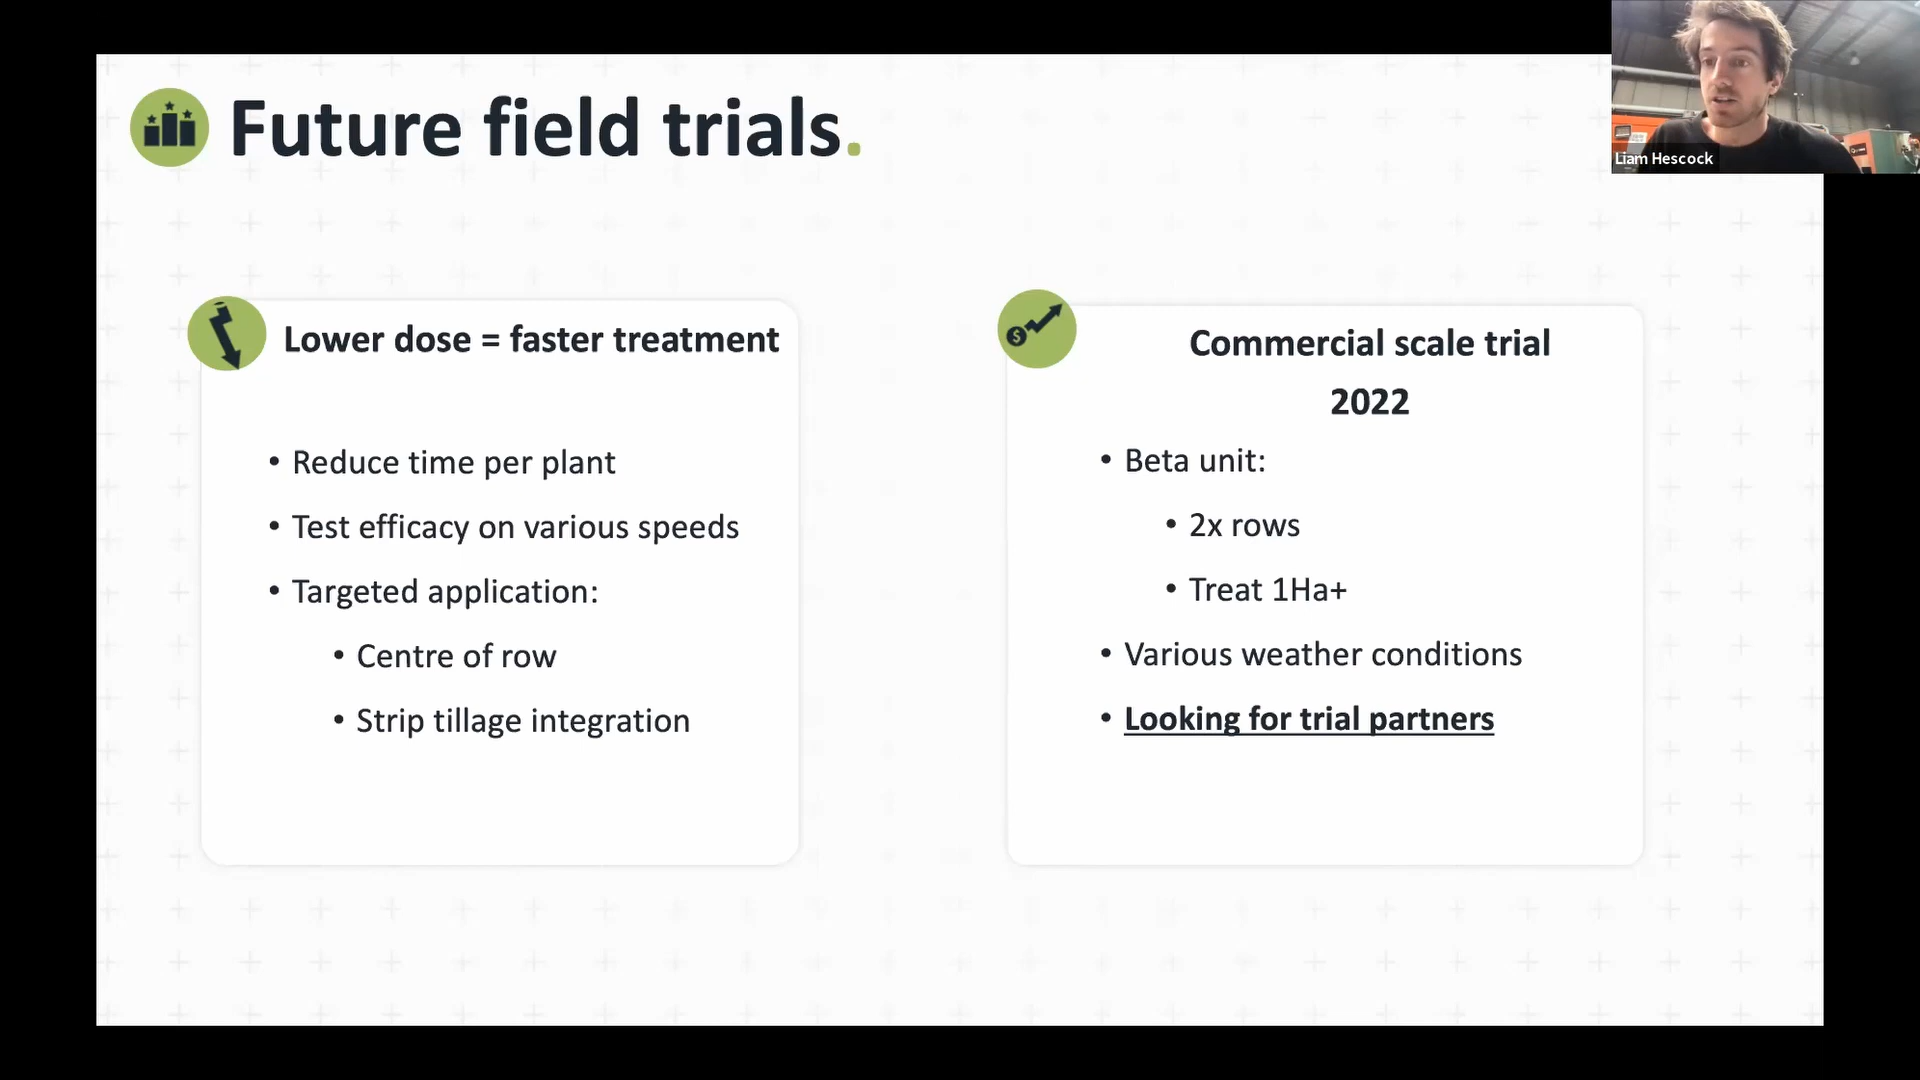 Future field trials.
Liam Hescock
Lower dose = faster treatment
• Reduce time per plant
• Test efficacy on various speeds
• Targeted application:
• Centre of row
• Strip tillage integration
Commercial scale trial
2022
• Beta unit:
• 2x rows
• Treat 1Ha+
• Various weather conditions
• Looking for trial partners